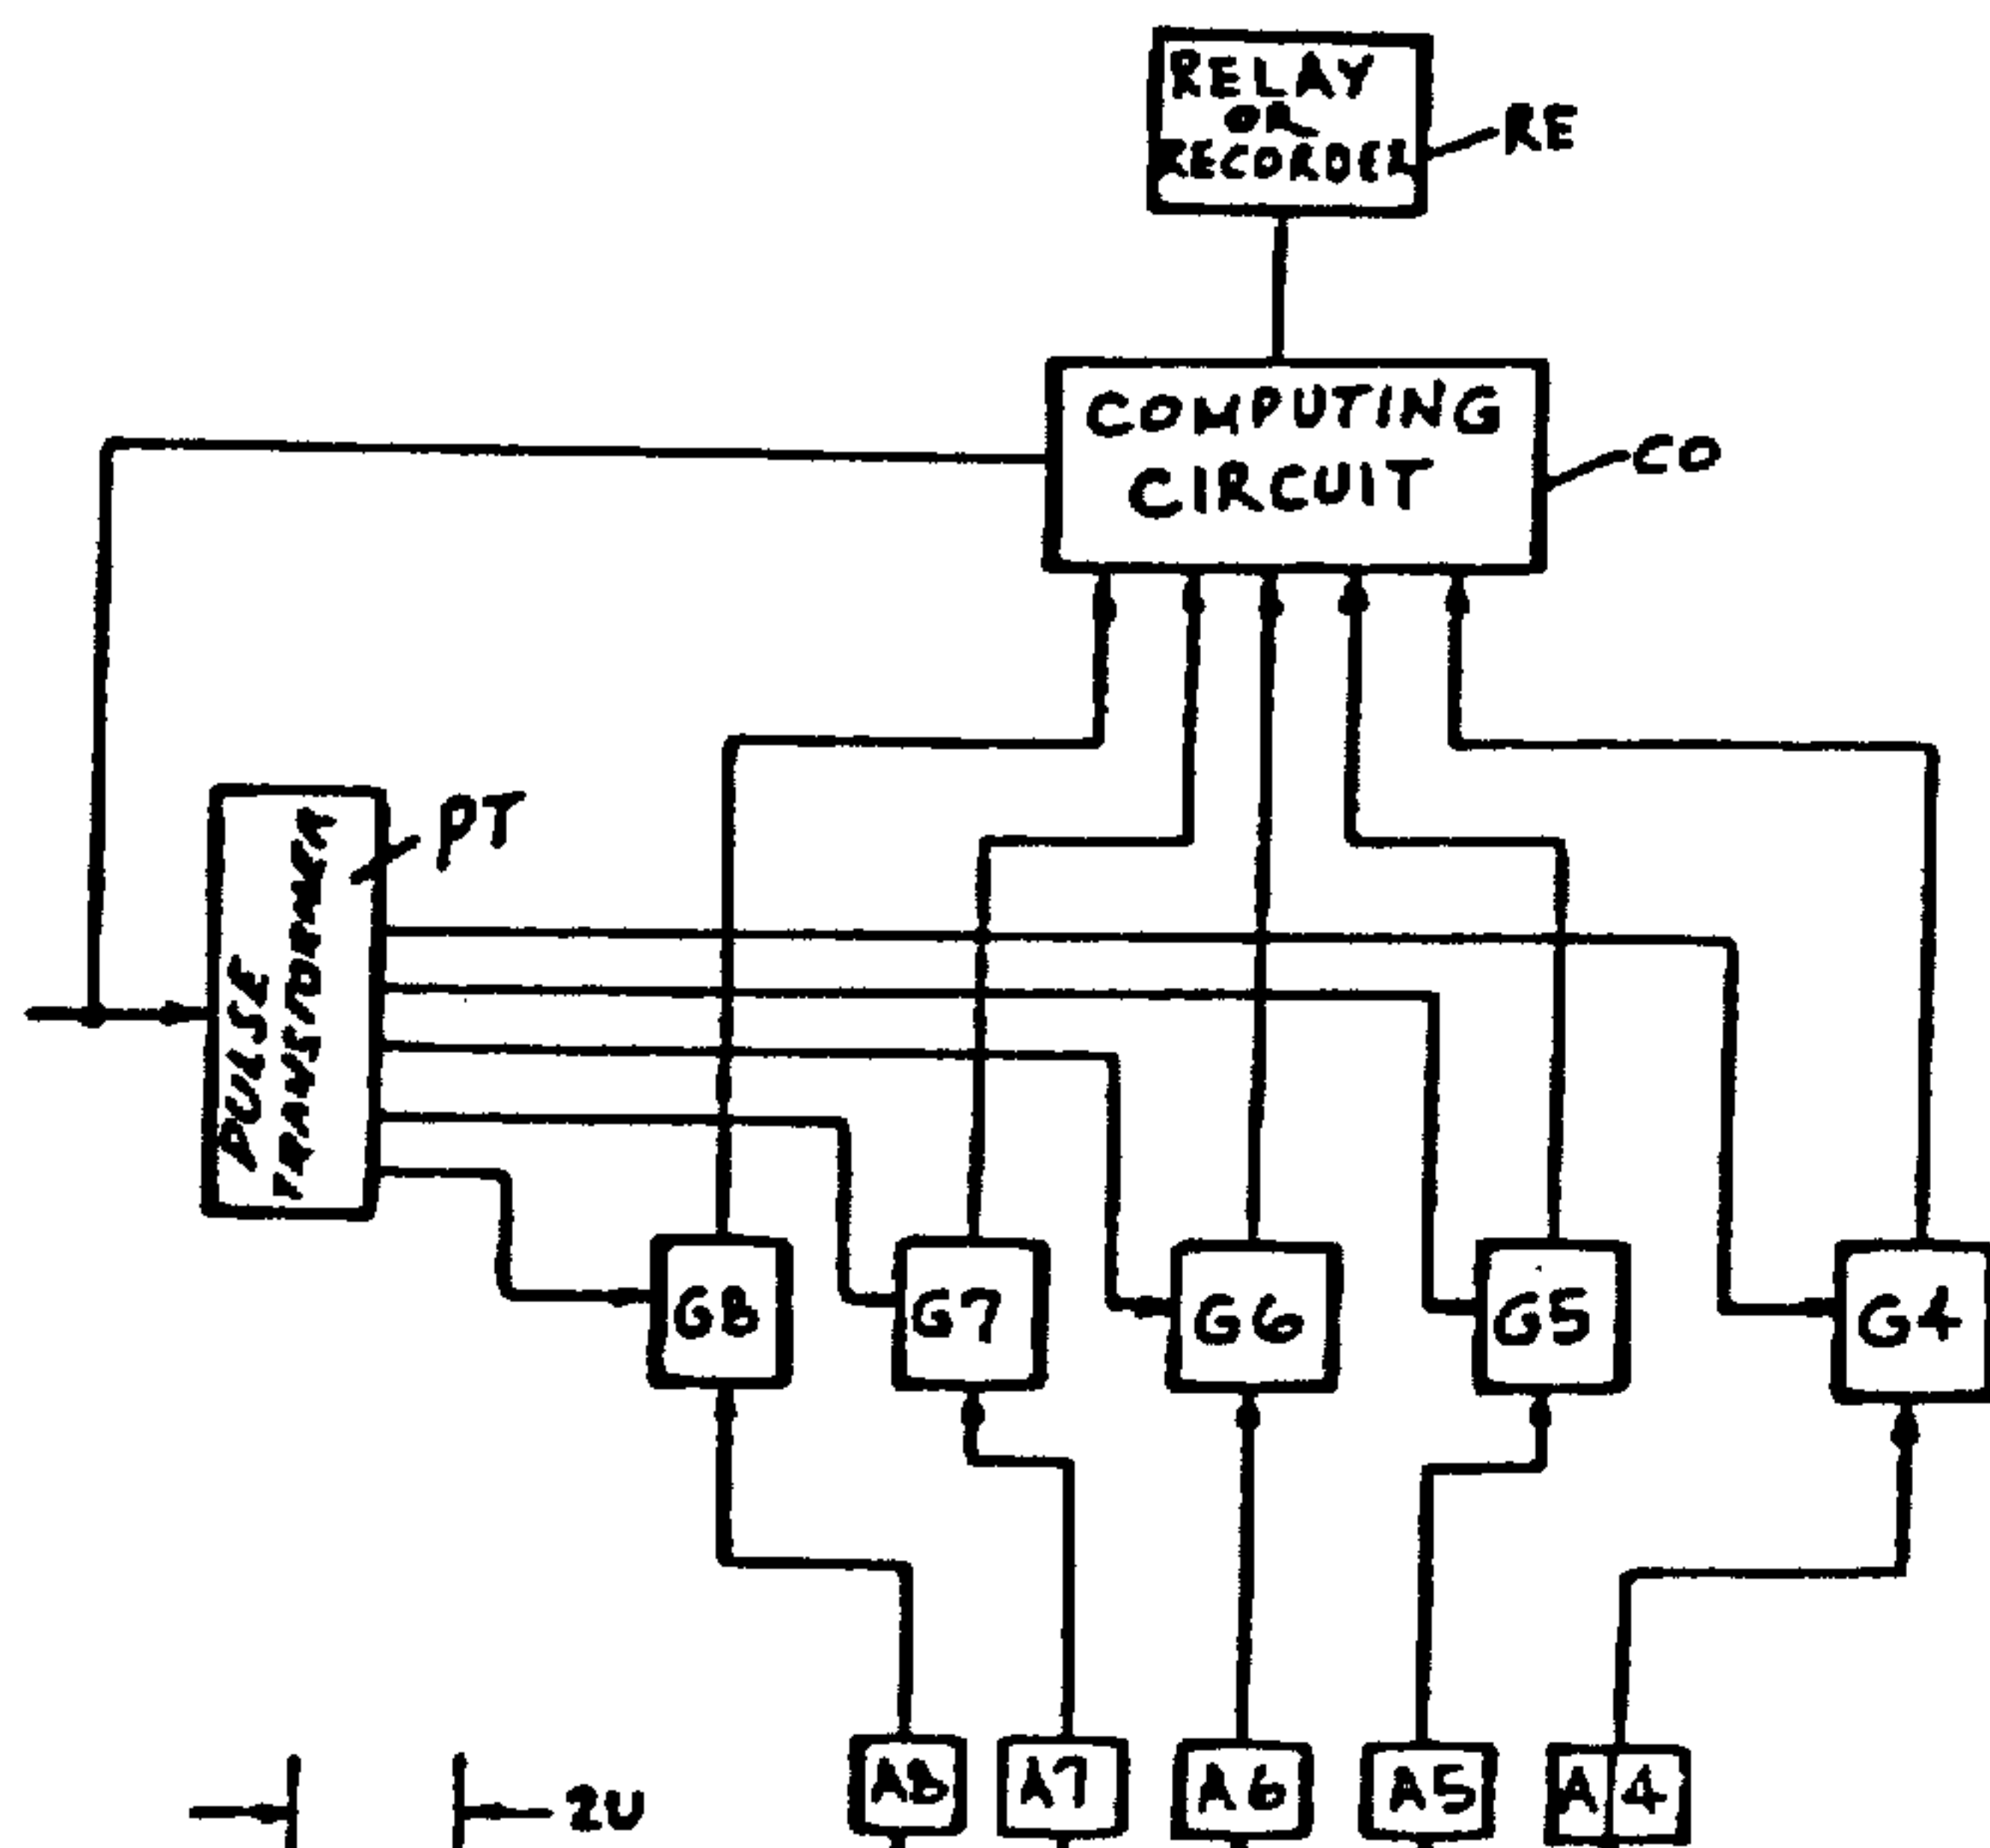 RELAY
OR
RECORDER
RE
COMPUTING
CIRCUIT
CO
PT
PULSE
TRANSFORMER
G8
G7
G6
G5
G4
A8
A7
A6
A5
A4
2U